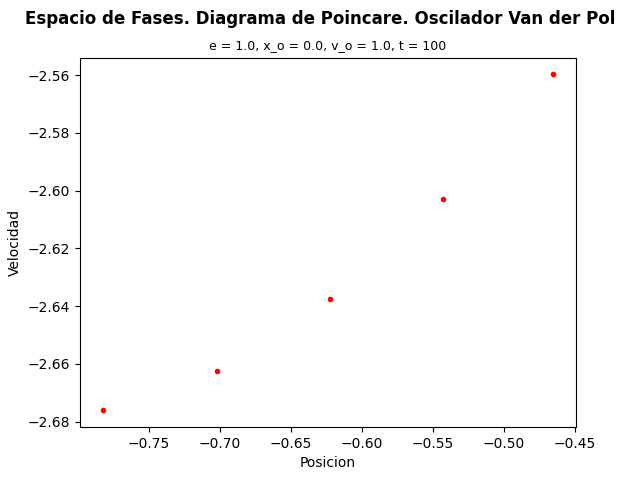 Espacio de Fases. Diagrama de Poincare. Oscilador Van der Pol
e = 1.0, x_o = 0.0, v_o = 1.0, t = 100
−2.56
−2.58
−2.60
−2.62
−2.64
−2.66
−2.68
Velocidad
−0.75 −0.70 −0.65 −0.60 −0.55 −0.50 −0.45
Posicion